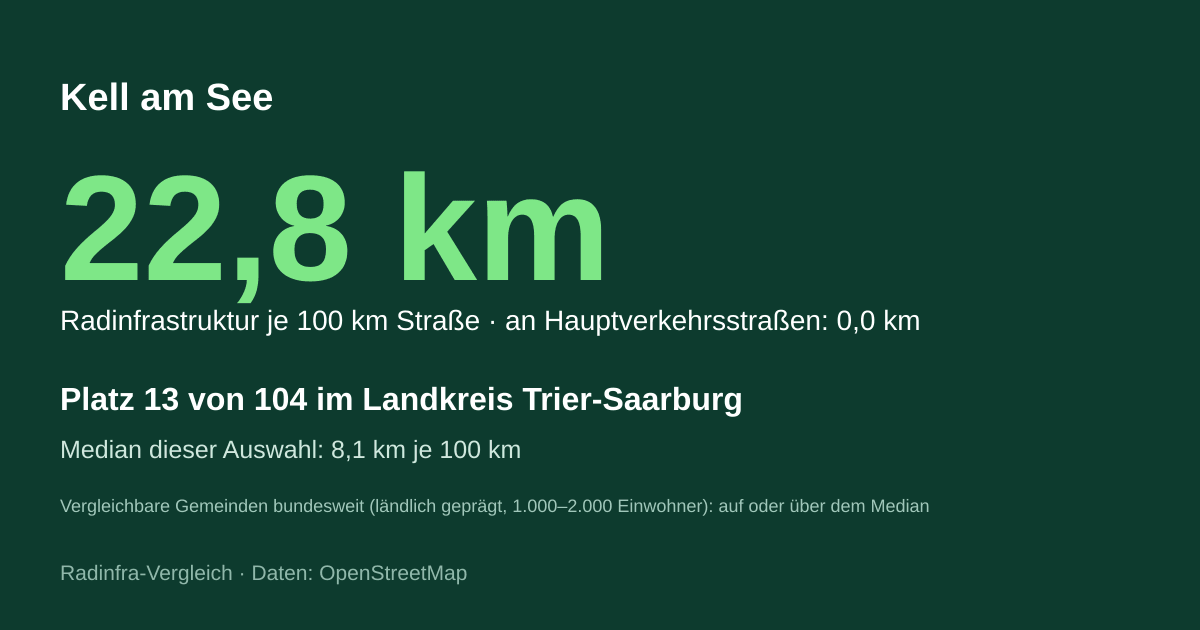 Kell am See
22,8 km
Radinfrastruktur je 100 km Straße · an Hauptverkehrsstraßen: 0,0 km
Platz 13 von 104 im Landkreis Trier-Saarburg
Median dieser Auswahl: 8,1 km je 100 km
Vergleichbare Gemeinden bundesweit (ländlich geprägt, 1.000–2.000 Einwohner): auf oder über dem Median
Radinfra-Vergleich · Daten: OpenStreetMap